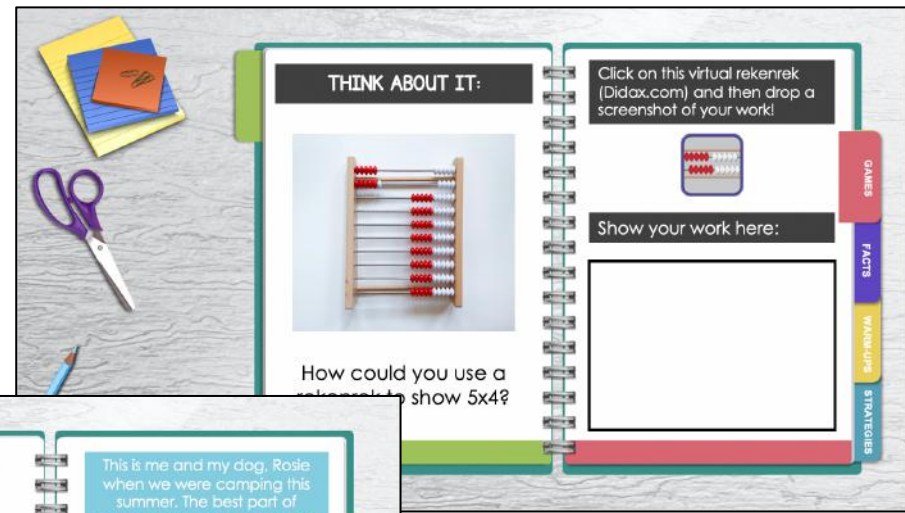 THINK ABOUT IT:
How could you use a
rekenrek to show 5x4?
Click on this virtual rekenrek
(Didax.com) and then drop a
screenshot of your work!
Show your work here:
GAMES
FACTS
WARM-UPS
STRATEGIES
This is me and my dog, Rosie
when we were camping this
summer. The best part of